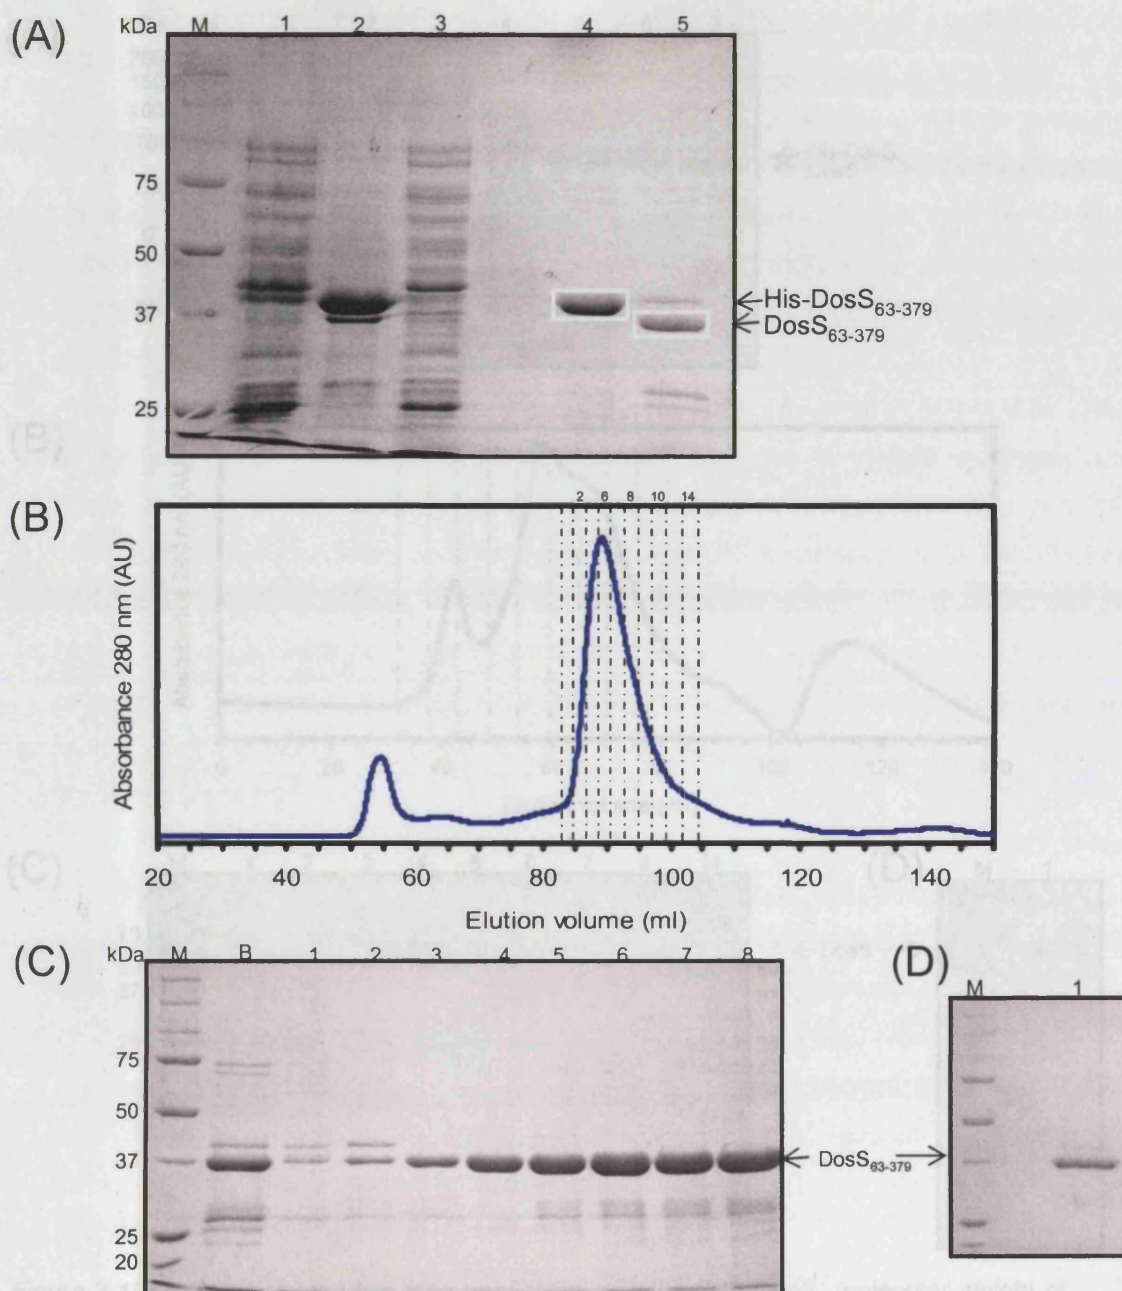 (A)
kDa M 1 2 3 4 5
75
50
37
25
His-DosS63-379
DosS63-379
(B)
2 6 8 10 14
Absorbance 280 nm (AU)
20 40 60 80 100 120 140
Elution volume (ml)
(C)
kDa M B 1 2 3 4 5 6 7 8
75
50
37
25
20
DosS63-379
(D)
M 1